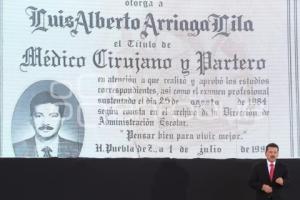 otorga a
Luis Alberto Arriaga Lila
el Título de
Médico Cirujano y Partero
en atención a que realizó y aprobó los estudios
correspondientes, así como el examen profesional
sustentado el día 29 de agosto de 1984
según consta en el archivo de la Dirección de
Administración Escolar.
"Pensar bien para vivir mejor."
H. Puebla de Z., a 1 de julio de